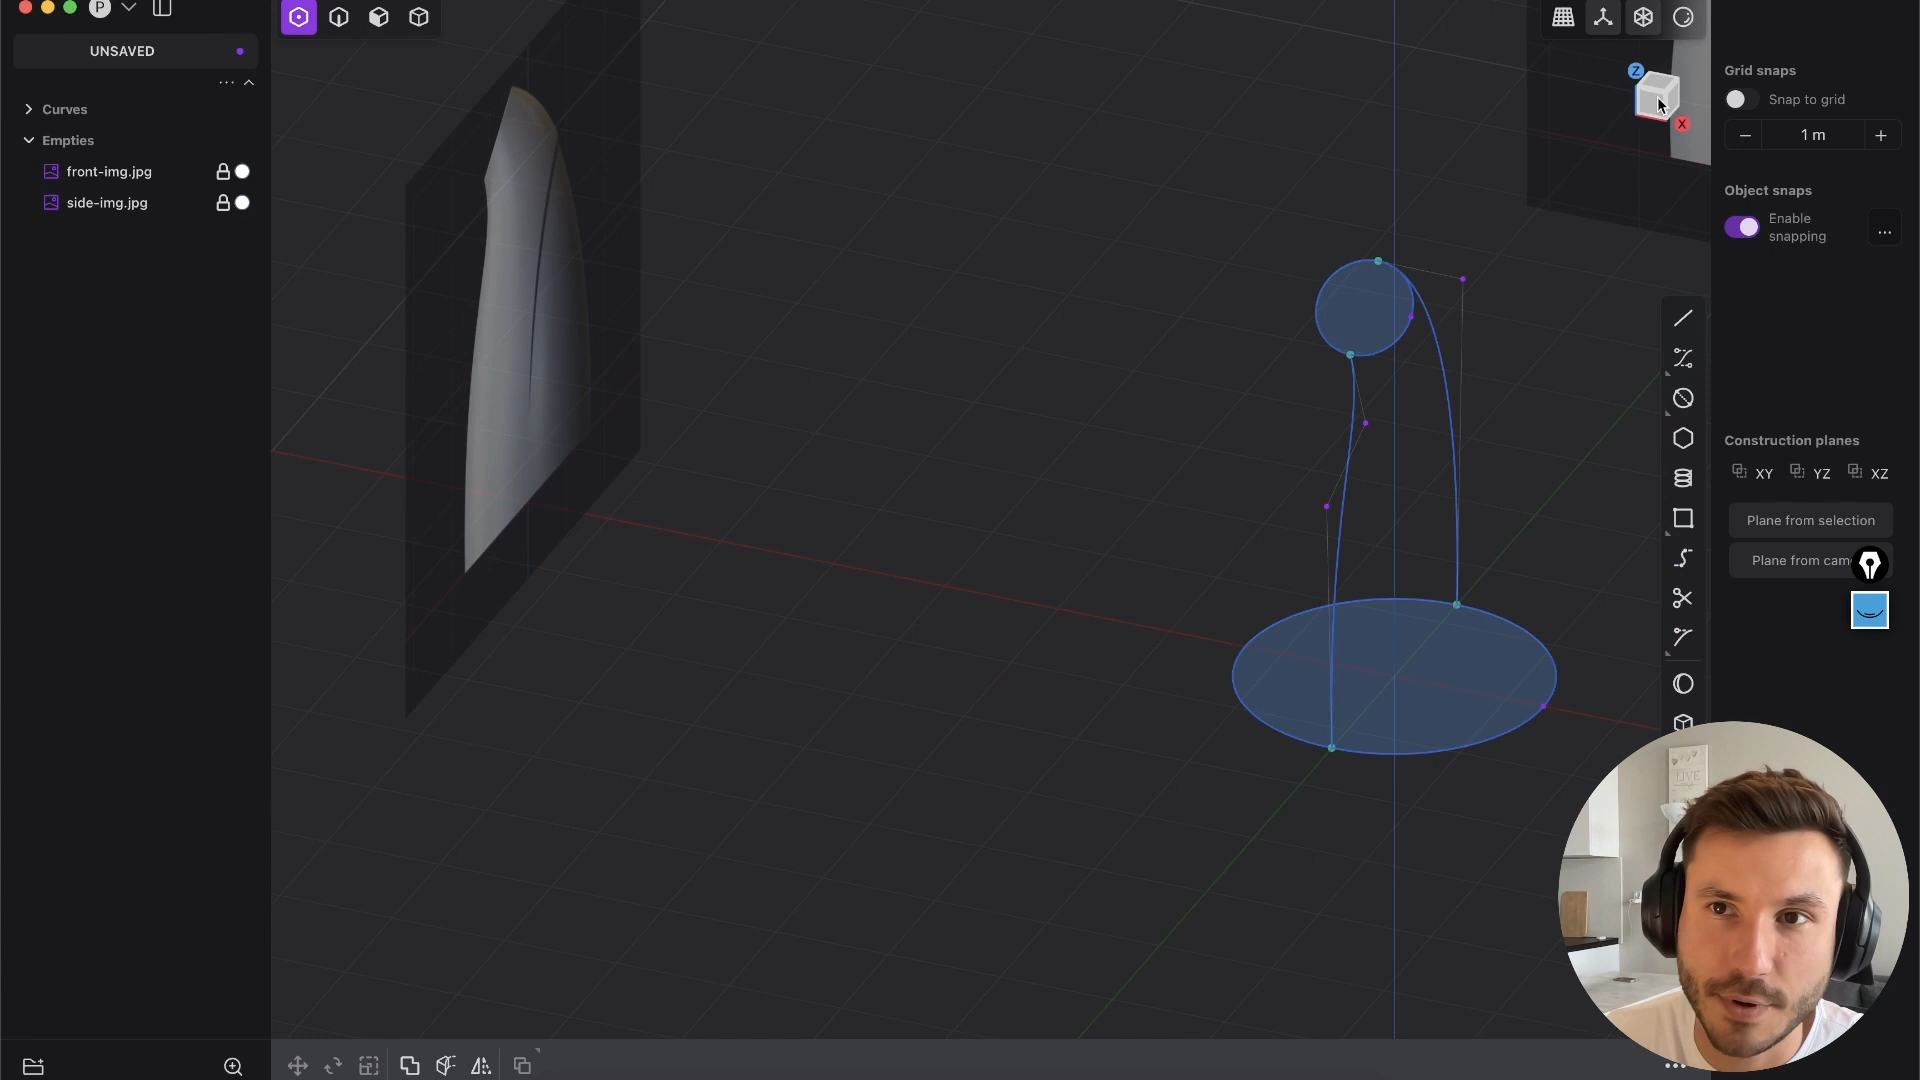 P
UNSAVED
Curves
Empties
front-img.jpg
side-img.jpg
Z
X
Grid snaps
Snap to grid
1 m
Object snaps
Enable
snapping
...
Construction planes
XY YZ XZ
Plane from selection
Plane from cam
LIVE